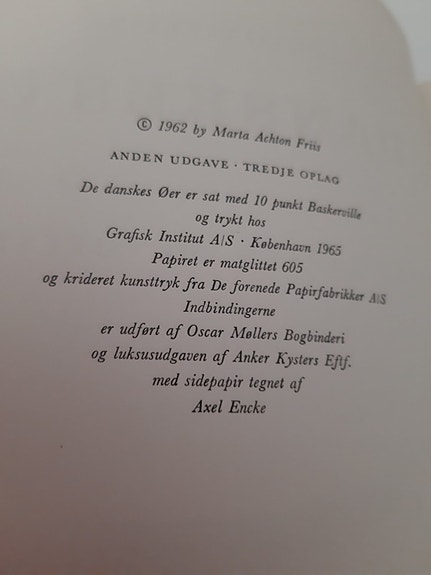 © 1962 by Marta Achton Friis
ANDEN UDGAVE · TREDJE OPLAG
De danskes Øer er sat med 10 punkt Baskerville
og trykt hos
Grafisk Institut A/S · København 1965
Papiret er matglittet 605
og krideret kunsttryk fra De forenede Papirfabrikker A/S
Indbindingerne
er udført af Oscar Møllers Bogbinderi
og luksusudgaven af Anker Kysters Eftf.
med sidepapir tegnet af
Axel Encke